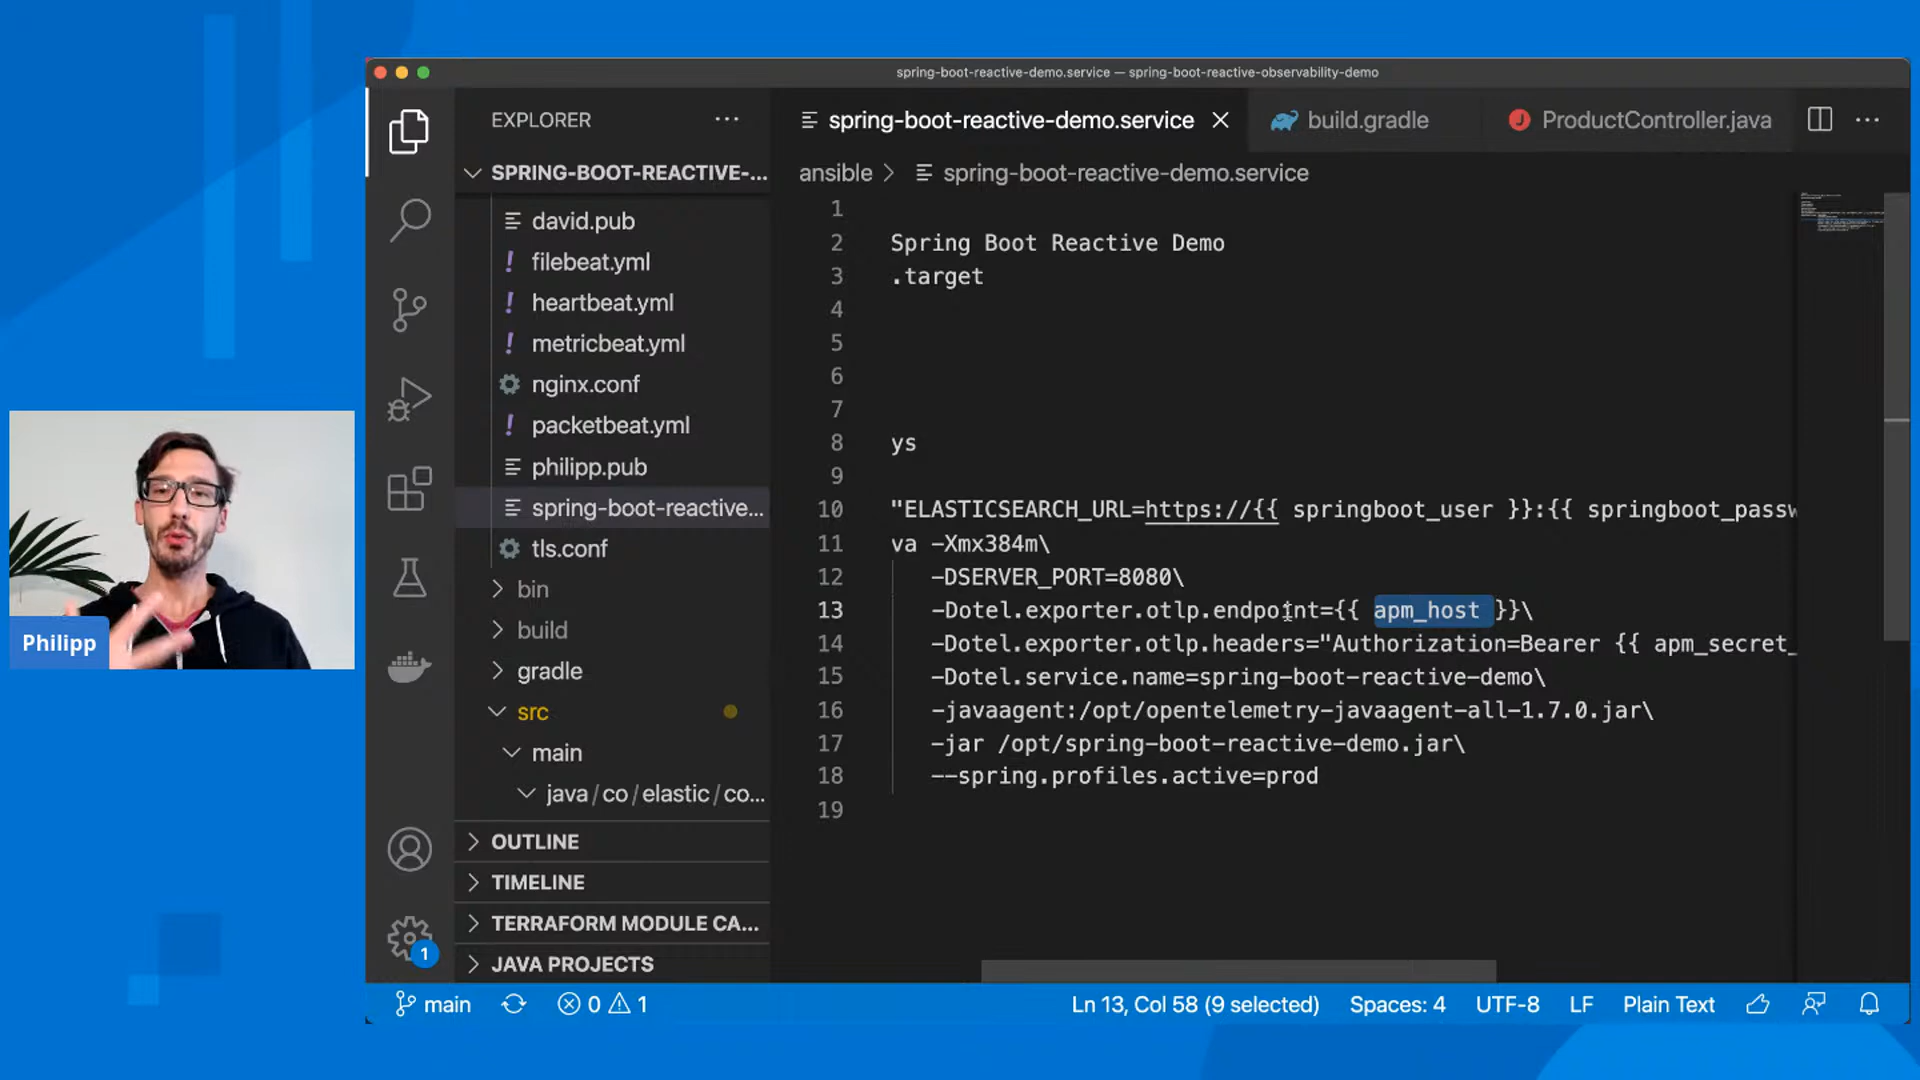 spring-boot-reactive-demo.service — spring-boot-reactive-observability-demo
EXPLORER
spring-boot-reactive-demo.service
build.gradle
ProductController.java
SPRING-BOOT-REACTIVE-...
ansible > spring-boot-reactive-demo.service
david.pub
filebeat.yml
heartbeat.yml
metricbeat.yml
nginx.conf
packetbeat.yml
philipp.pub
spring-boot-reactive...
tls.conf
bin
build
gradle
src
main
java / co / elastic / co...
OUTLINE
TIMELINE
TERRAFORM MODULE CA...
JAVA PROJECTS
1
2 Spring Boot Reactive Demo
3 .target
4
5
6
7
8 ys
9
10 "ELASTICSEARCH_URL=https://{{ springboot_user }}:{{ springboot_passw
11 va -Xmx384m\
12 -DSERVER_PORT=8080\
13 -Dotel.exporter.otlp.endpoint={{ apm_host }}\
14 -Dotel.exporter.otlp.headers="Authorization=Bearer {{ apm_secret_
15 -Dotel.service.name=spring-boot-reactive-demo\
16 -javaagent:/opt/opentelemetry-javaagent-all-1.7.0.jar\
17 -jar /opt/spring-boot-reactive-demo.jar\
18 --spring.profiles.active=prod
19
Philipp
1
main
0
1
Ln 13, Col 58 (9 selected)
Spaces: 4
UTF-8
LF
Plain Text